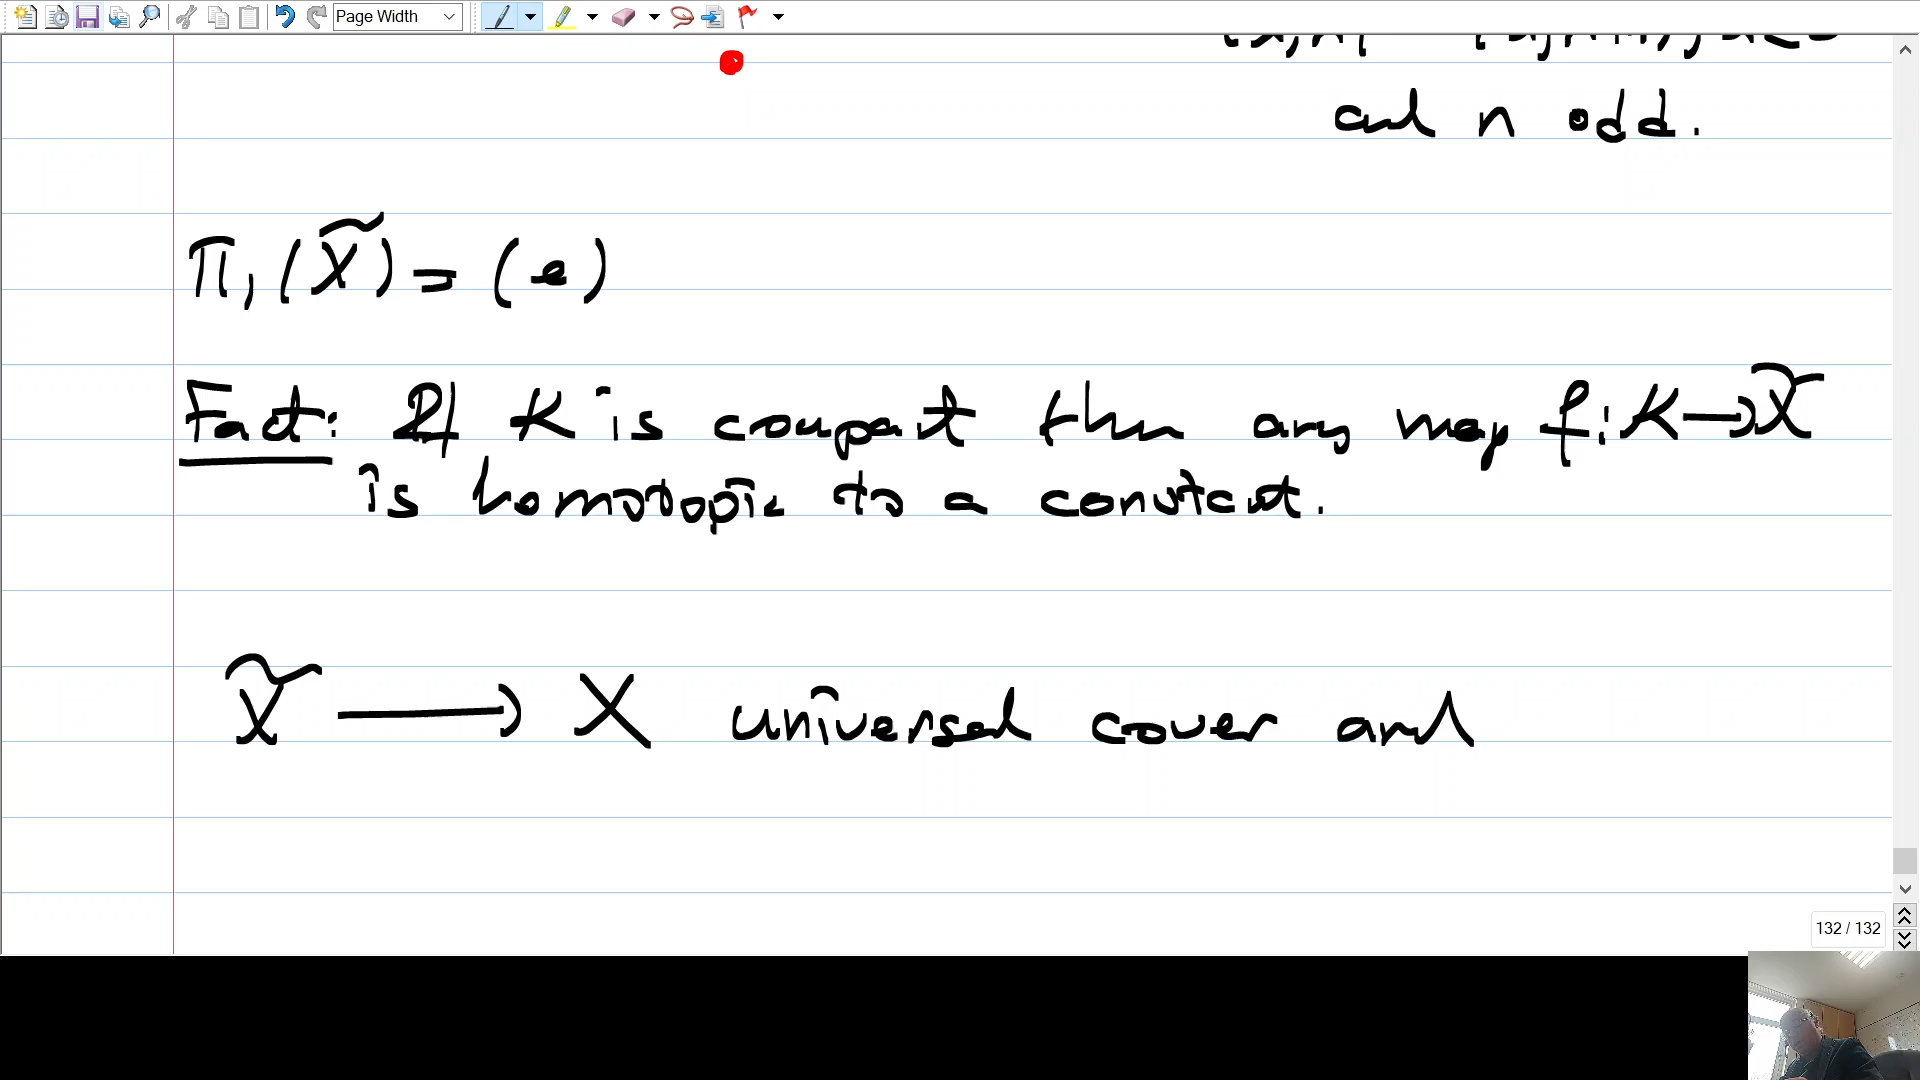 Page Width
and n odd.
π₁(X̃) = (e)
Fact: If K is compact then any map f: K → X̃
is homotopic to a constant.
X̃ → X universal cover and
132 / 132